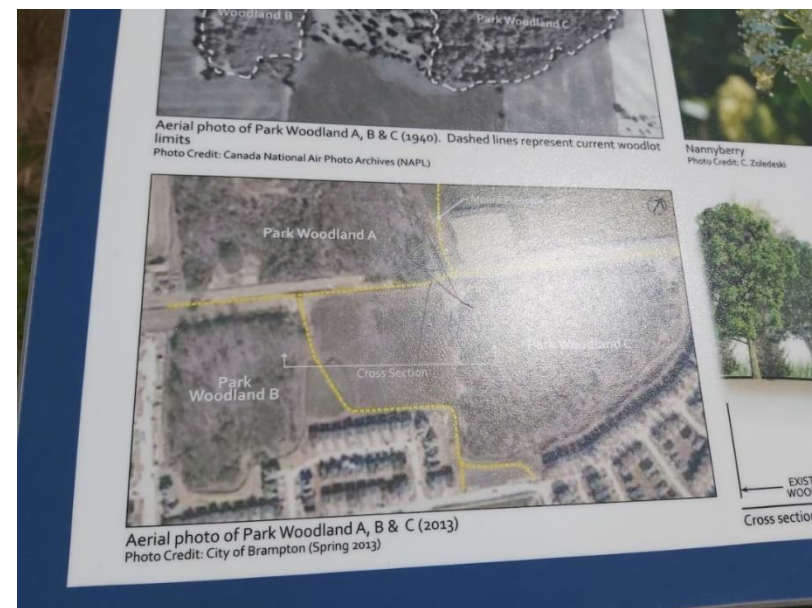 Woodland B
Park Woodland C
Aerial photo of Park Woodland A, B & C (1940). Dashed lines represent current woodlot
limits
Photo Credit: Canada National Air Photo Archives (NAPL)
Nannyberry
Photo Credit: C. Zoledeski
Park Woodland A
Park Woodland C
Park
Woodland B
Cross Section
Aerial photo of Park Woodland A, B & C (2013)
Photo Credit: City of Brampton (Spring 2013)
EXIST
WOO
Cross section